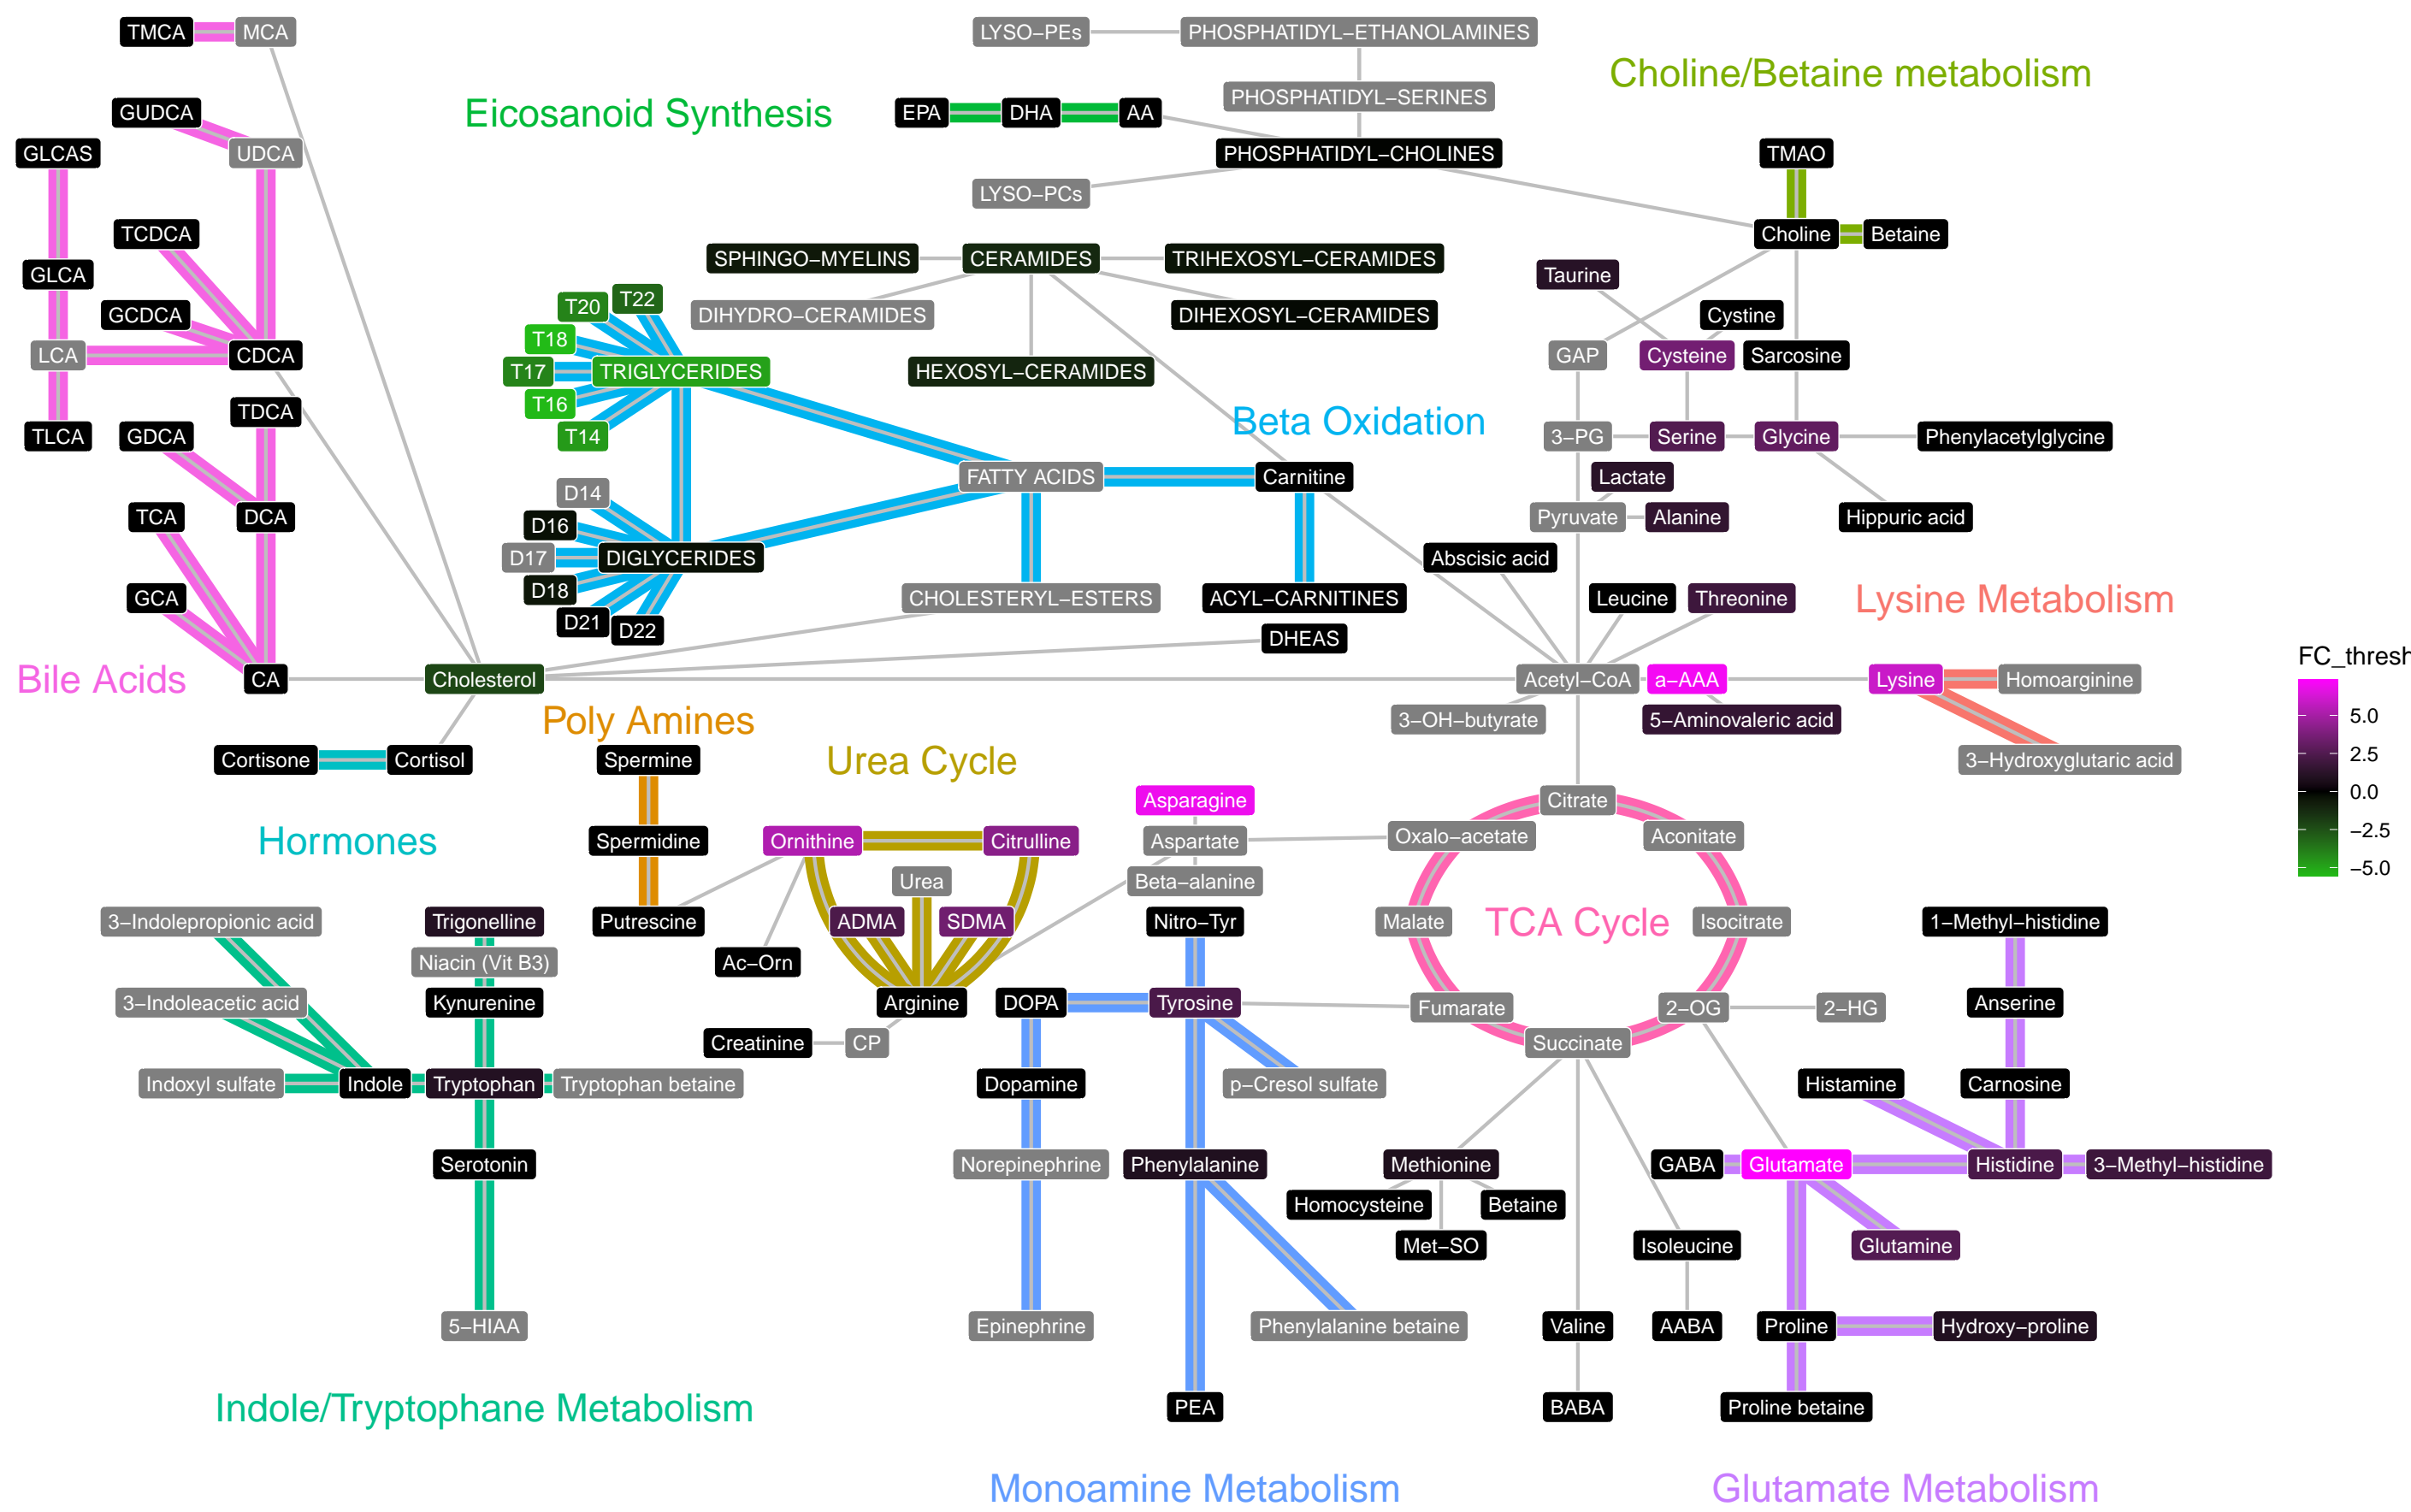 TMCA MCA LYSO−PEs PHOSPHATIDYL−ETHANOLAMINES
Choline/Betaine metabolism
PHOSPHATIDYL−SERINES
GUDCA Eicosanoid Synthesis EPA DHA AA
GLCAS UDCA PHOSPHATIDYL−CHOLINES TMAO
LYSO−PCs
TCDCA Choline Betaine
SPHINGO−MYELINS CERAMIDES TRIHEXOSYL−CERAMIDES
GLCA Taurine
T20 T22
GCDCA DIHYDRO−CERAMIDES DIHEXOSYL−CERAMIDES Cystine
T18
LCA CDCA GAP Cysteine Sarcosine
T17 TRIGLYCERIDES HEXOSYL−CERAMIDES
T16
TDCA
Beta Oxidation
TLCA GDCA T14 3−PG Serine Glycine Phenylacetylglycine
FATTY ACIDS Carnitine Lactate
D14
TCA DCA D16 Pyruvate Alanine Hippuric acid
D17 DIGLYCERIDES Abscisic acid
D18
GCA CHOLESTERYL−ESTERS ACYL−CARNITINES Leucine Threonine Lysine Metabolism
D21 D22
DHEAS
FC_thresh
Bile Acids CA Cholesterol Acetyl−CoA a−AAA Lysine Homoarginine
5.0
Poly Amines 3−OH−butyrate 5−Aminovaleric acid
2.5
Cortisone Cortisol Spermine Urea Cycle 3−Hydroxyglutaric acid
0.0
Asparagine Citrate
−2.5
Hormones Spermidine Ornithine Citrulline Aspartate Oxalo−acetate Aconitate
−5.0
Urea Beta−alanine
3−Indolepropionic acid Trigonelline Putrescine ADMA SDMA Nitro−Tyr Malate TCA Cycle Isocitrate 1−Methyl−histidine
Niacin (Vit B3) Ac−Orn
3−Indoleacetic acid Kynurenine Arginine DOPA Tyrosine Fumarate 2−OG 2−HG Anserine
Creatinine CP Succinate
Indoxyl sulfate Indole Tryptophan Tryptophan betaine Dopamine p−Cresol sulfate Histamine Carnosine
Serotonin Norepinephrine Phenylalanine Methionine GABA Glutamate Histidine 3−Methyl−histidine
Homocysteine Betaine
Met−SO Isoleucine Glutamine
5−HIAA Epinephrine Phenylalanine betaine Valine AABA Proline Hydroxy−proline
Indole/Tryptophane Metabolism PEA BABA Proline betaine
Monoamine Metabolism Glutamate Metabolism